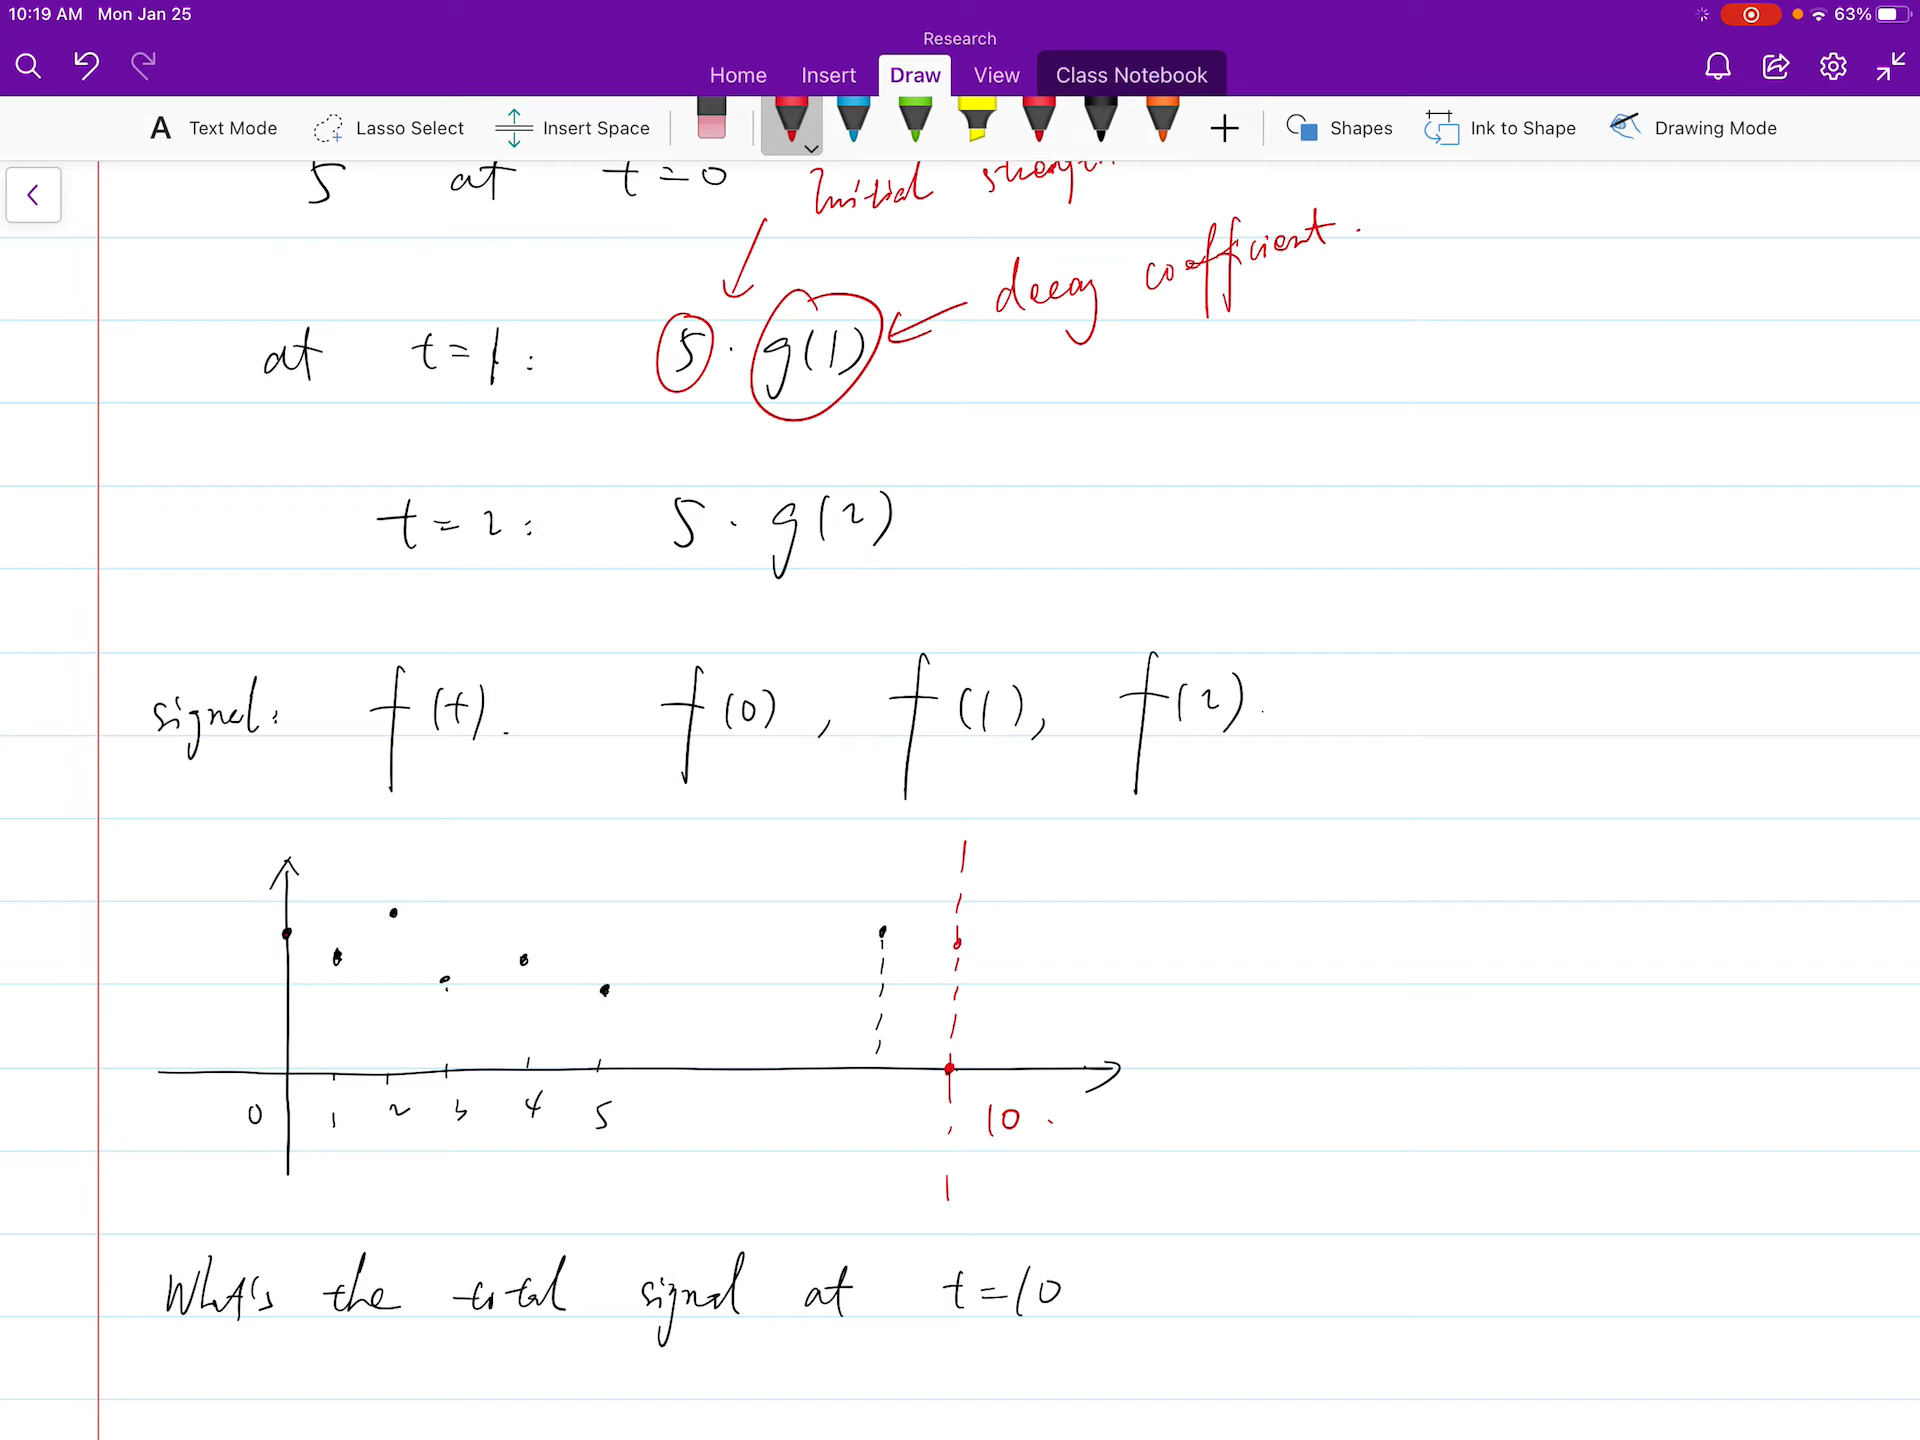 10:19 AM Mon Jan 25
63%
Research
Home Insert Draw View Class Notebook
A Text Mode Lasso Select Insert Space Shapes Ink to Shape Drawing Mode
5 at t=0 Initial strength
decay coefficient.
at t=1: 5 · g(1)
t=2: 5 · g(2)
signal: f(t). f(0), f(1), f(2).
0 1 2 3 4 5 10.
What's the total signal at t=10